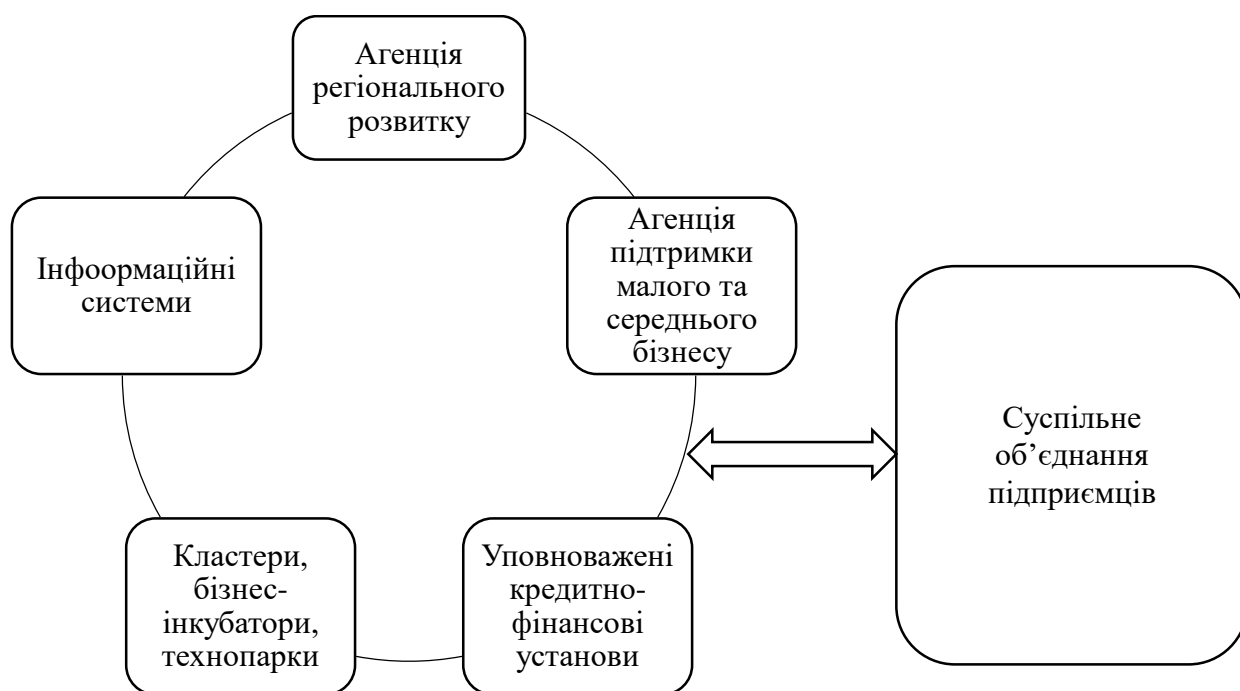 Агенція
регіонального
розвитку
Інфоормаційні
системи
Агенція
підтримки
малого та
середнього
бізнесу
Суспільне
об’єднання
підприємців
Кластери,
бізнес-
інкубатори,
технопарки
Уповноважені
кредитно-
фінансові
установи